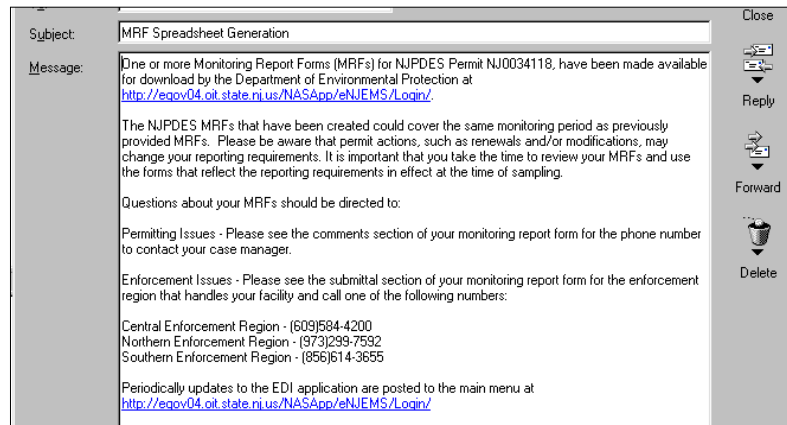 Close
Subject:
MRF Spreadsheet Generation
Message:
One or more Monitoring Report Forms (MRFs) for NJPDES Permit NJ0034118, have been made available
for download by the Department of Environmental Protection at
http://egov04.oit.state.nj.us/NASApp/eNJEMS/Login/.
Reply
The NJPDES MRFs that have been created could cover the same monitoring period as previously
provided MRFs. Please be aware that permit actions, such as renewals and/or modifications, may
change your reporting requirements. It is important that you take the time to review your MRFs and use
the forms that reflect the reporting requirements in effect at the time of sampling.
Forward
Questions about your MRFs should be directed to:
Permitting Issues - Please see the comments section of your monitoring report form for the phone number
to contact your case manager.
Delete
Enforcement Issues - Please see the submittal section of your monitoring report form for the enforcement
region that handles your facility and call one of the following numbers:
Central Enforcement Region - (609)584-4200
Northern Enforcement Region - (973)299-7592
Southern Enforcement Region - (856)614-3655
Periodically updates to the EDI application are posted to the main menu at
http://egov04.oit.state.nj.us/NASApp/eNJEMS/Login/